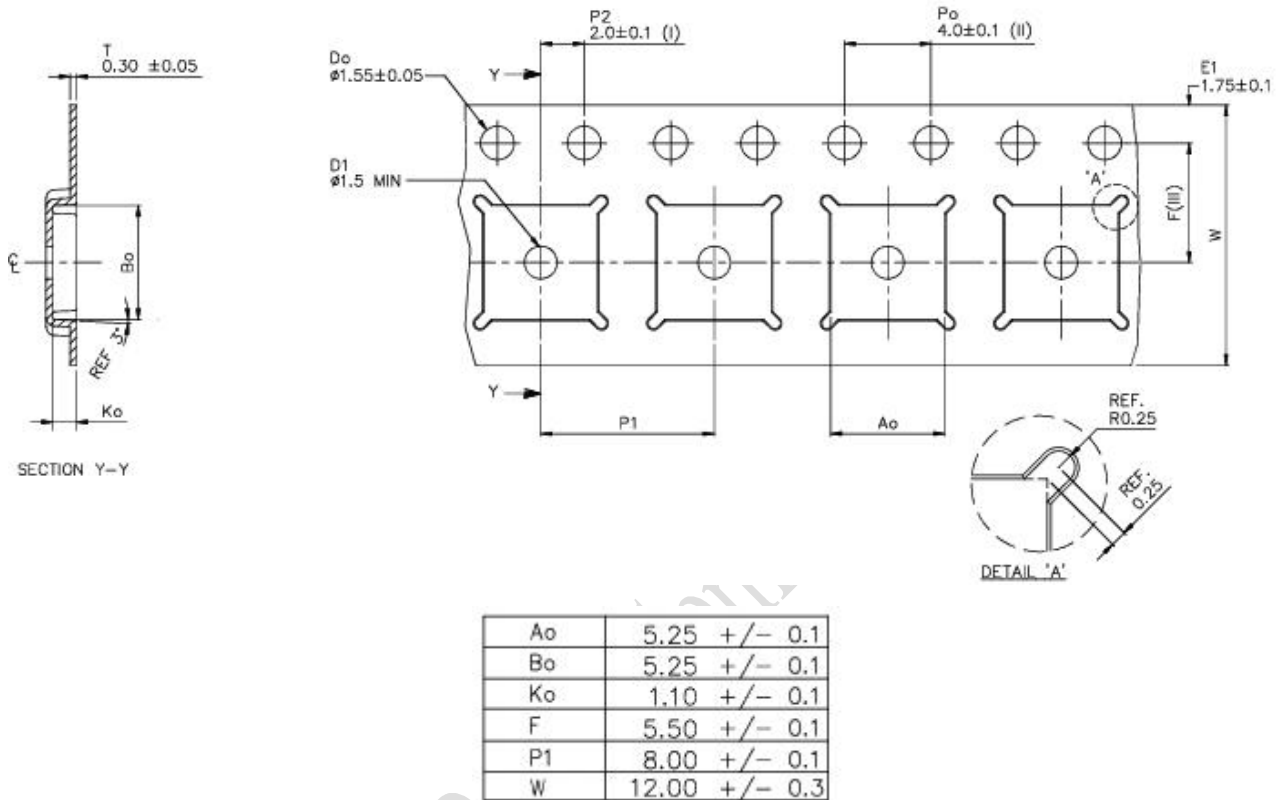 P2
2.0±0.1 (I)
Po
4.0±0.1 (II)
T
0.30 ±0.05
Do
ø1.55±0.05
Y
E1
1.75±0.1
D1
ø1.5 MIN
'A'
F(III)
W
Bo
REF 3°
Ko
Y
P1
Ao
SECTION Y-Y
REF.
R0.25
REF.
0.25
DETAIL 'A'
Ao 5.25 +/- 0.1
Bo 5.25 +/- 0.1
Ko 1.10 +/- 0.1
F 5.50 +/- 0.1
P1 8.00 +/- 0.1
W 12.00 +/- 0.3